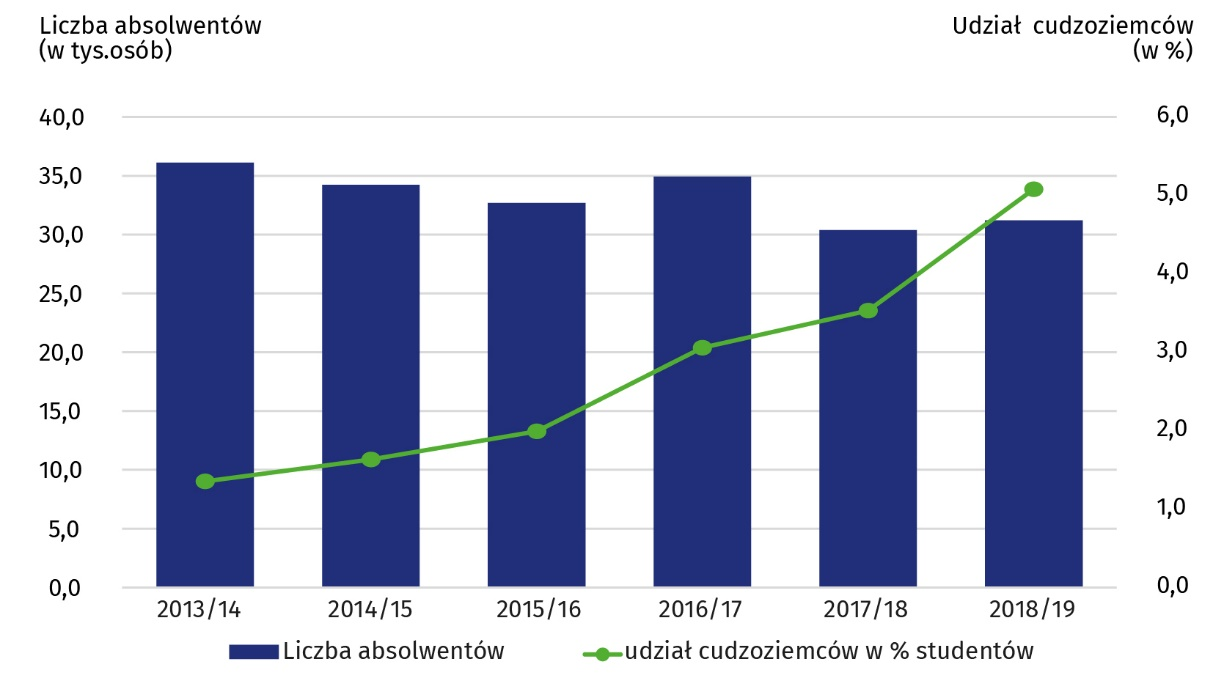 Liczba absolwentów
(w tys.osób)
Udział cudzoziemców
(w %)
40,0
35,0
30,0
25,0
20,0
15,0
10,0
5,0
0,0
6,0
5,0
4,0
3,0
2,0
1,0
0,0
2013/14 2014/15 2015/16 2016/17 2017/18 2018/19
Liczba absolwentów udział cudzoziemców w % studentów